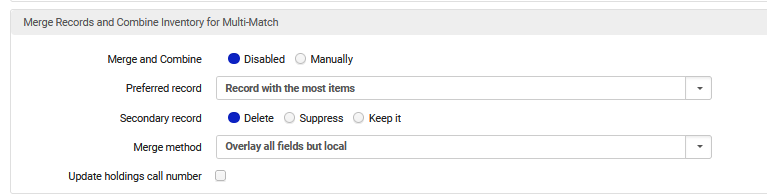 Merge Records and Combine Inventory for Multi-Match
Merge and Combine Disabled Manually
Preferred record Record with the most items
Secondary record Delete Suppress Keep it
Merge method Overlay all fields but local
Update holdings call number